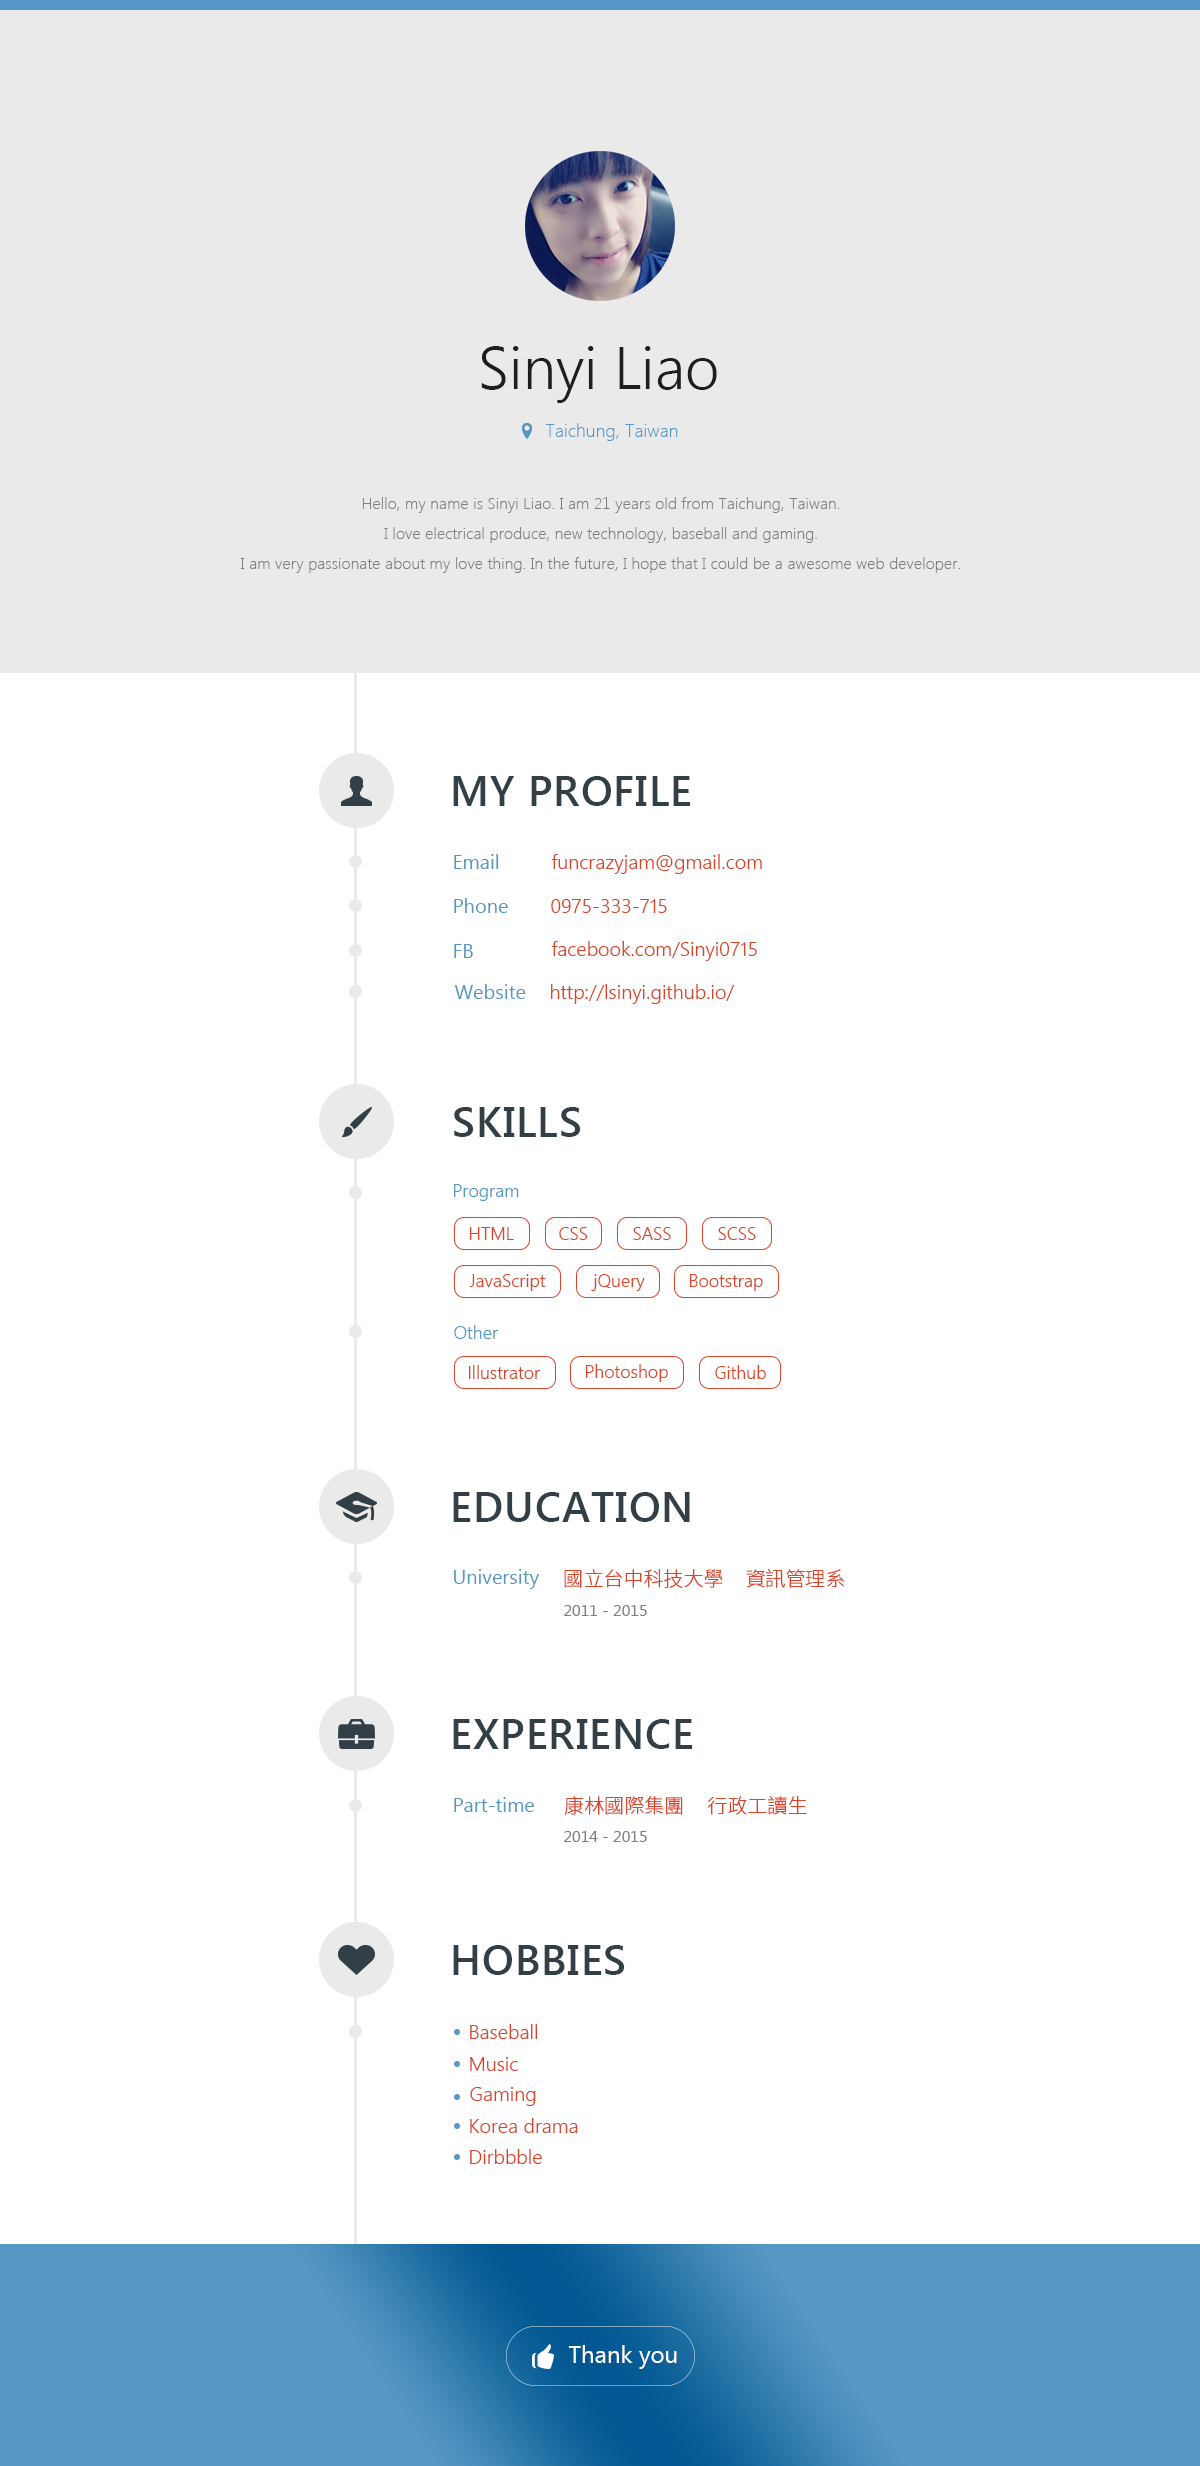 Sinyi Liao
Taichung, Taiwan
Hello, my name is Sinyi Liao. I am 21 years old from Taichung, Taiwan.
I love electrical produce, new technology, baseball and gaming.
I am very passionate about my love thing. In the future, I hope that I could be a awesome web developer.
MY PROFILE
Email funcrazyjam@gmail.com
Phone 0975-333-715
FB facebook.com/Sinyi0715
Website http://lsinyi.github.io/
SKILLS
Program
HTML CSS SASS SCSS
JavaScript jQuery Bootstrap
Other
Illustrator Photoshop Github
EDUCATION
University 國立台中科技大學 資訊管理系
2011 - 2015
EXPERIENCE
Part-time 康林國際集團 行政工讀生
2014 - 2015
HOBBIES
• Baseball
• Music
• Gaming
• Korea drama
• Dirbbble
Thank you